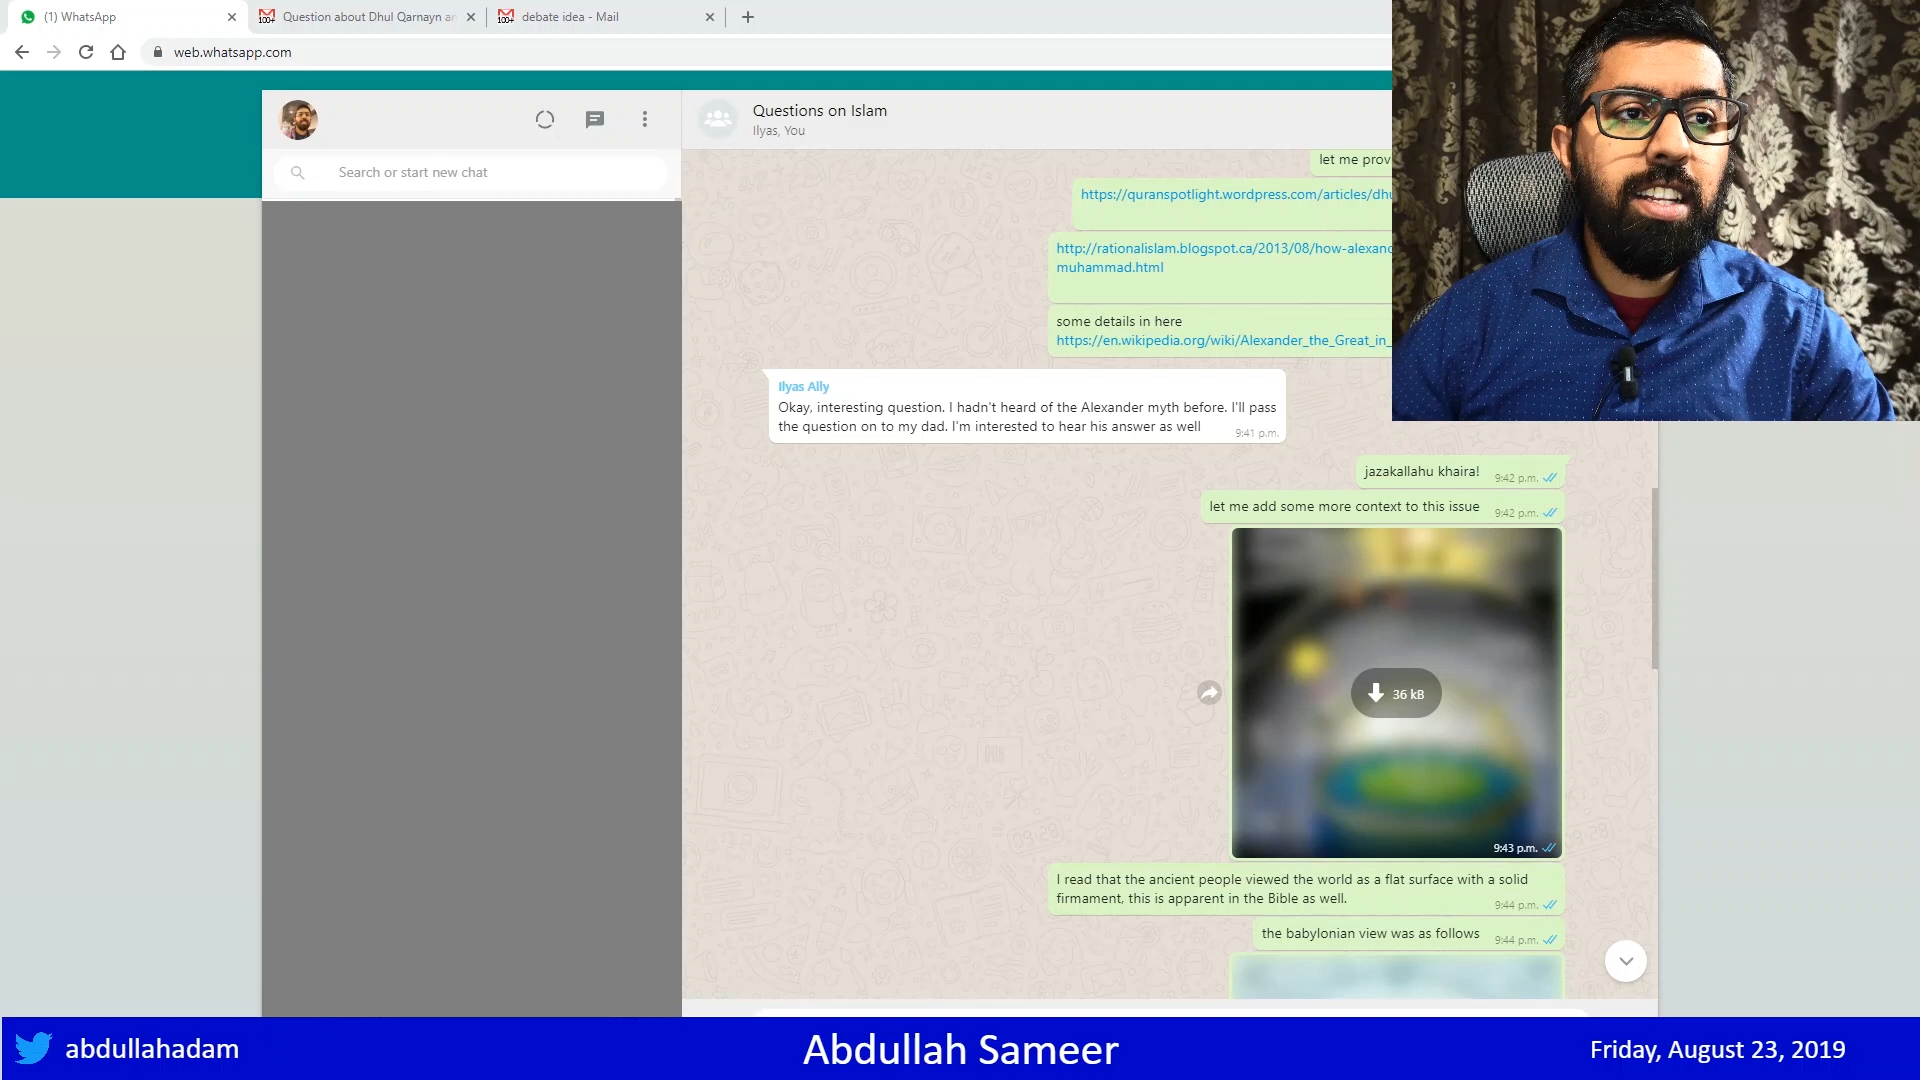 (1) WhatsApp
Question about Dhul Qarnayn
debate idea - Mail
web.whatsapp.com
Questions on Islam
Ilyas, You
Search or start new chat
let me
https://quranspotlight.wordpress.com/articles/
http://rationalislam.blogspot.ca/2013/08/how-
muhammad.html
some details in here
https://en.wikipedia.org/wiki/Alexander_the_Great_in_
Ilyas Ally
Okay, interesting question. I hadn't heard of the Alexander myth before. I'll pass
the question on to my dad. I'm interested to hear his answer as well
9:41 p.m.
jazakallahu khaira!
9:42 p.m.
let me add some more context to this issue
9:42 p.m.
36 kB
9:43 p.m.
I read that the ancient people viewed the world as a flat surface with a solid
firmament, this is apparent in the Bible as well.
9:44 p.m.
the babylonian view was as follows
9:44 p.m.
abdullahadam
Abdullah Sameer
Friday, August 23, 2019